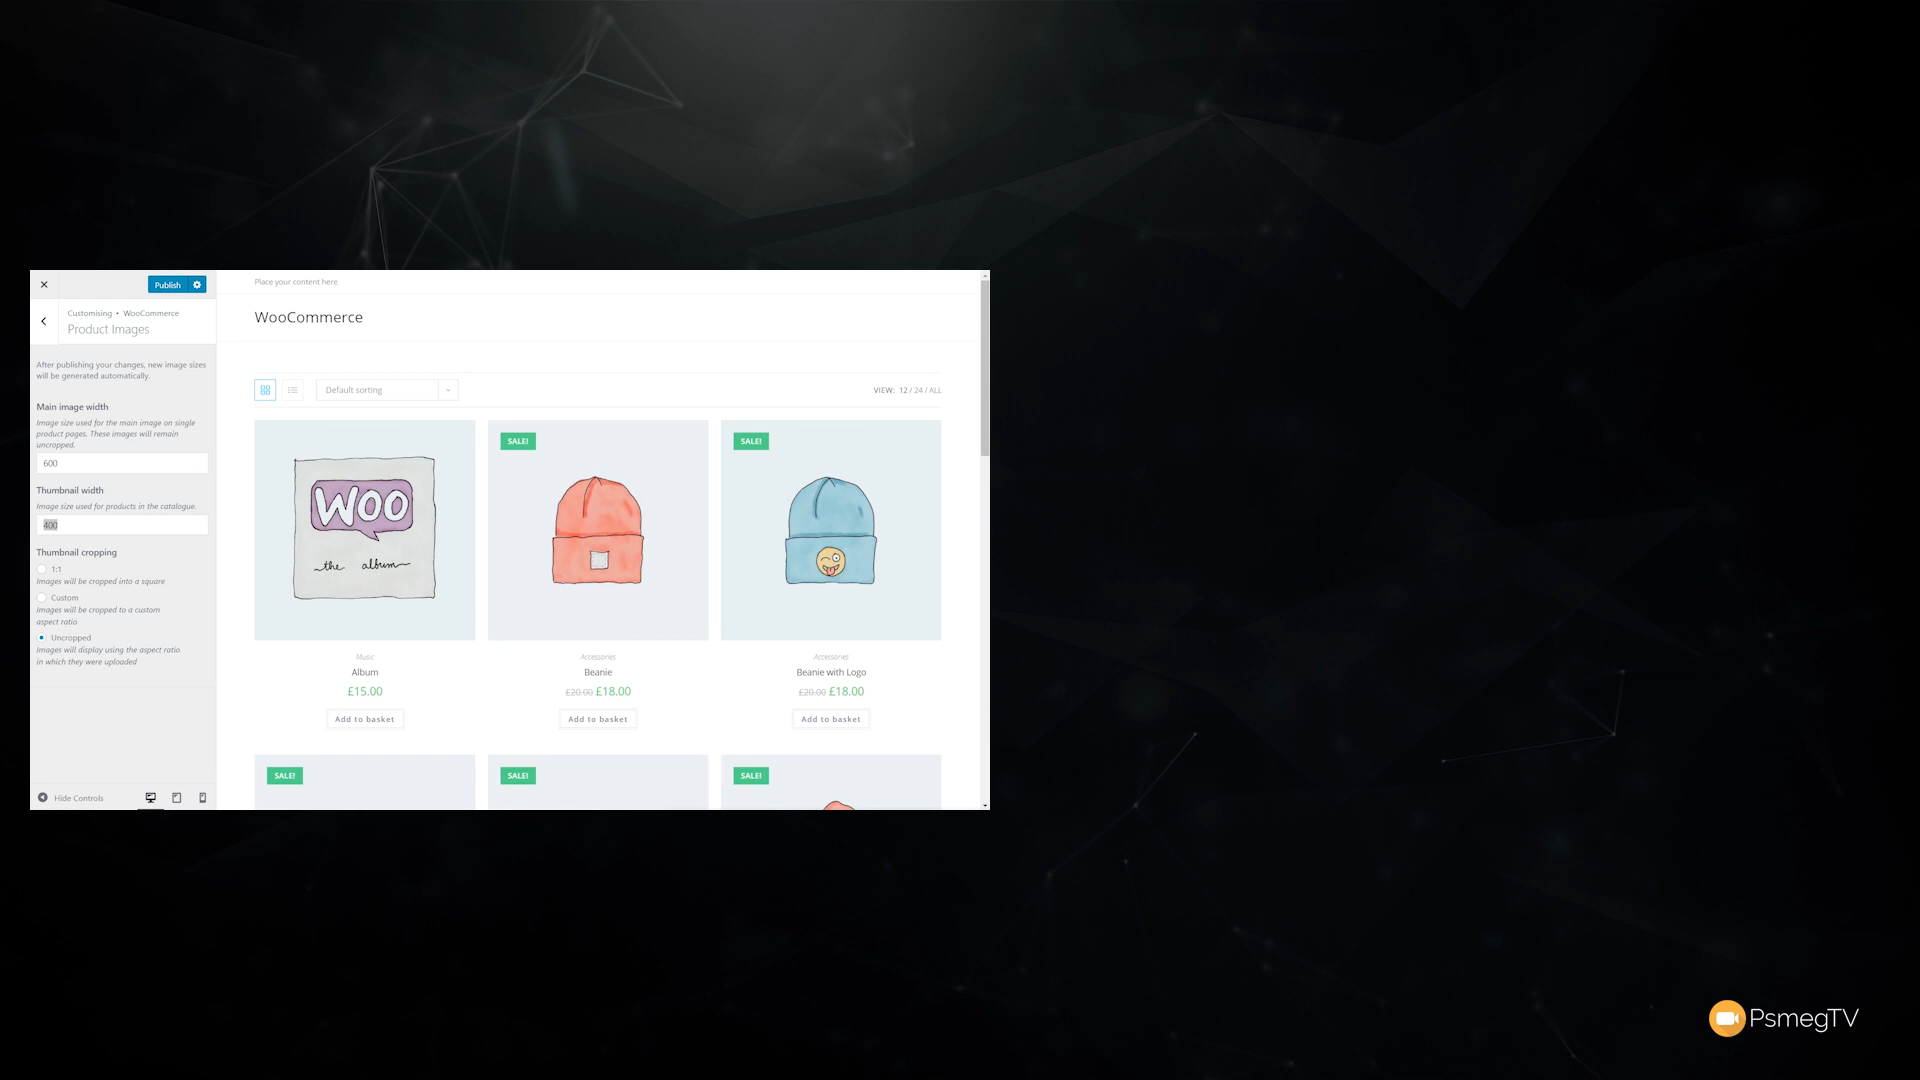 Publish
Customising • WooCommerce
Product Images
After publishing your changes, new image sizes
will be generated automatically.
Main image width
Image size used for the main image on single
product pages. These images will remain
uncropped.
600
Thumbnail width
Image size used for products in the catalogue.
400
Thumbnail cropping
1:1
Images will be cropped into a square
Custom
Images will be cropped to a custom
aspect ratio
Uncropped
Images will display using the aspect ratio
in which they were uploaded
Hide Controls
Place your content here
WooCommerce
Default sorting
VIEW: 12 / 24 / ALL
WOO
the album
SALE!
SALE!
Music
Album
£15.00
Add to basket
Accessories
Beanie
£20.00 £18.00
Add to basket
Accessories
Beanie with Logo
£20.00 £18.00
Add to basket
SALE!
SALE!
SALE!
PsmegTV